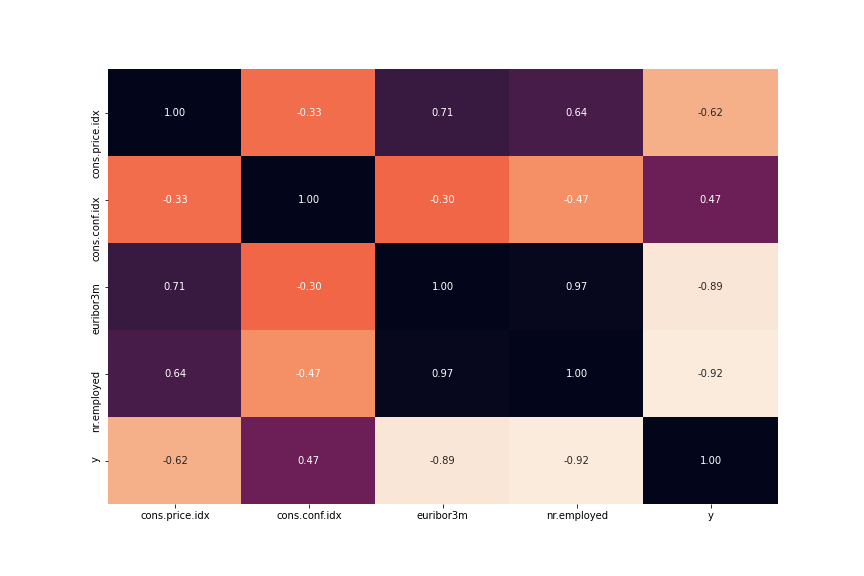 cons.price.idx 1.00 -0.33 0.71 0.64 -0.62
cons.conf.idx -0.33 1.00 -0.30 -0.47 0.47
euribor3m 0.71 -0.30 1.00 0.97 -0.89
nr.employed 0.64 -0.47 0.97 1.00 -0.92
y -0.62 0.47 -0.89 -0.92 1.00
cons.price.idx cons.conf.idx euribor3m nr.employed y